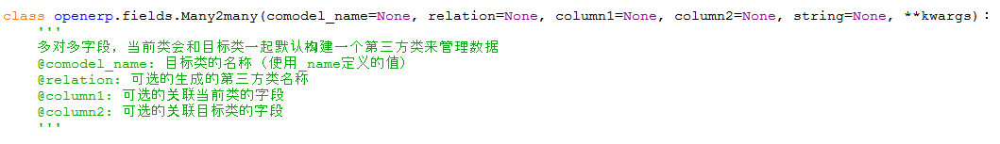 class openerp.fields.Many2many(comodel_name=None, relation=None, column1=None, column2=None, string=None, **kwargs):
'''
多对多字段，当前类会和目标类一起默认构建一个第三方类来管理数据
@comodel_name: 目标类的名称（使用_name定义的值）
@relation: 可选的生成的第三方类名称
@column1: 可选的关联当前类的字段
@column2: 可选的关联目标类的字段
'''